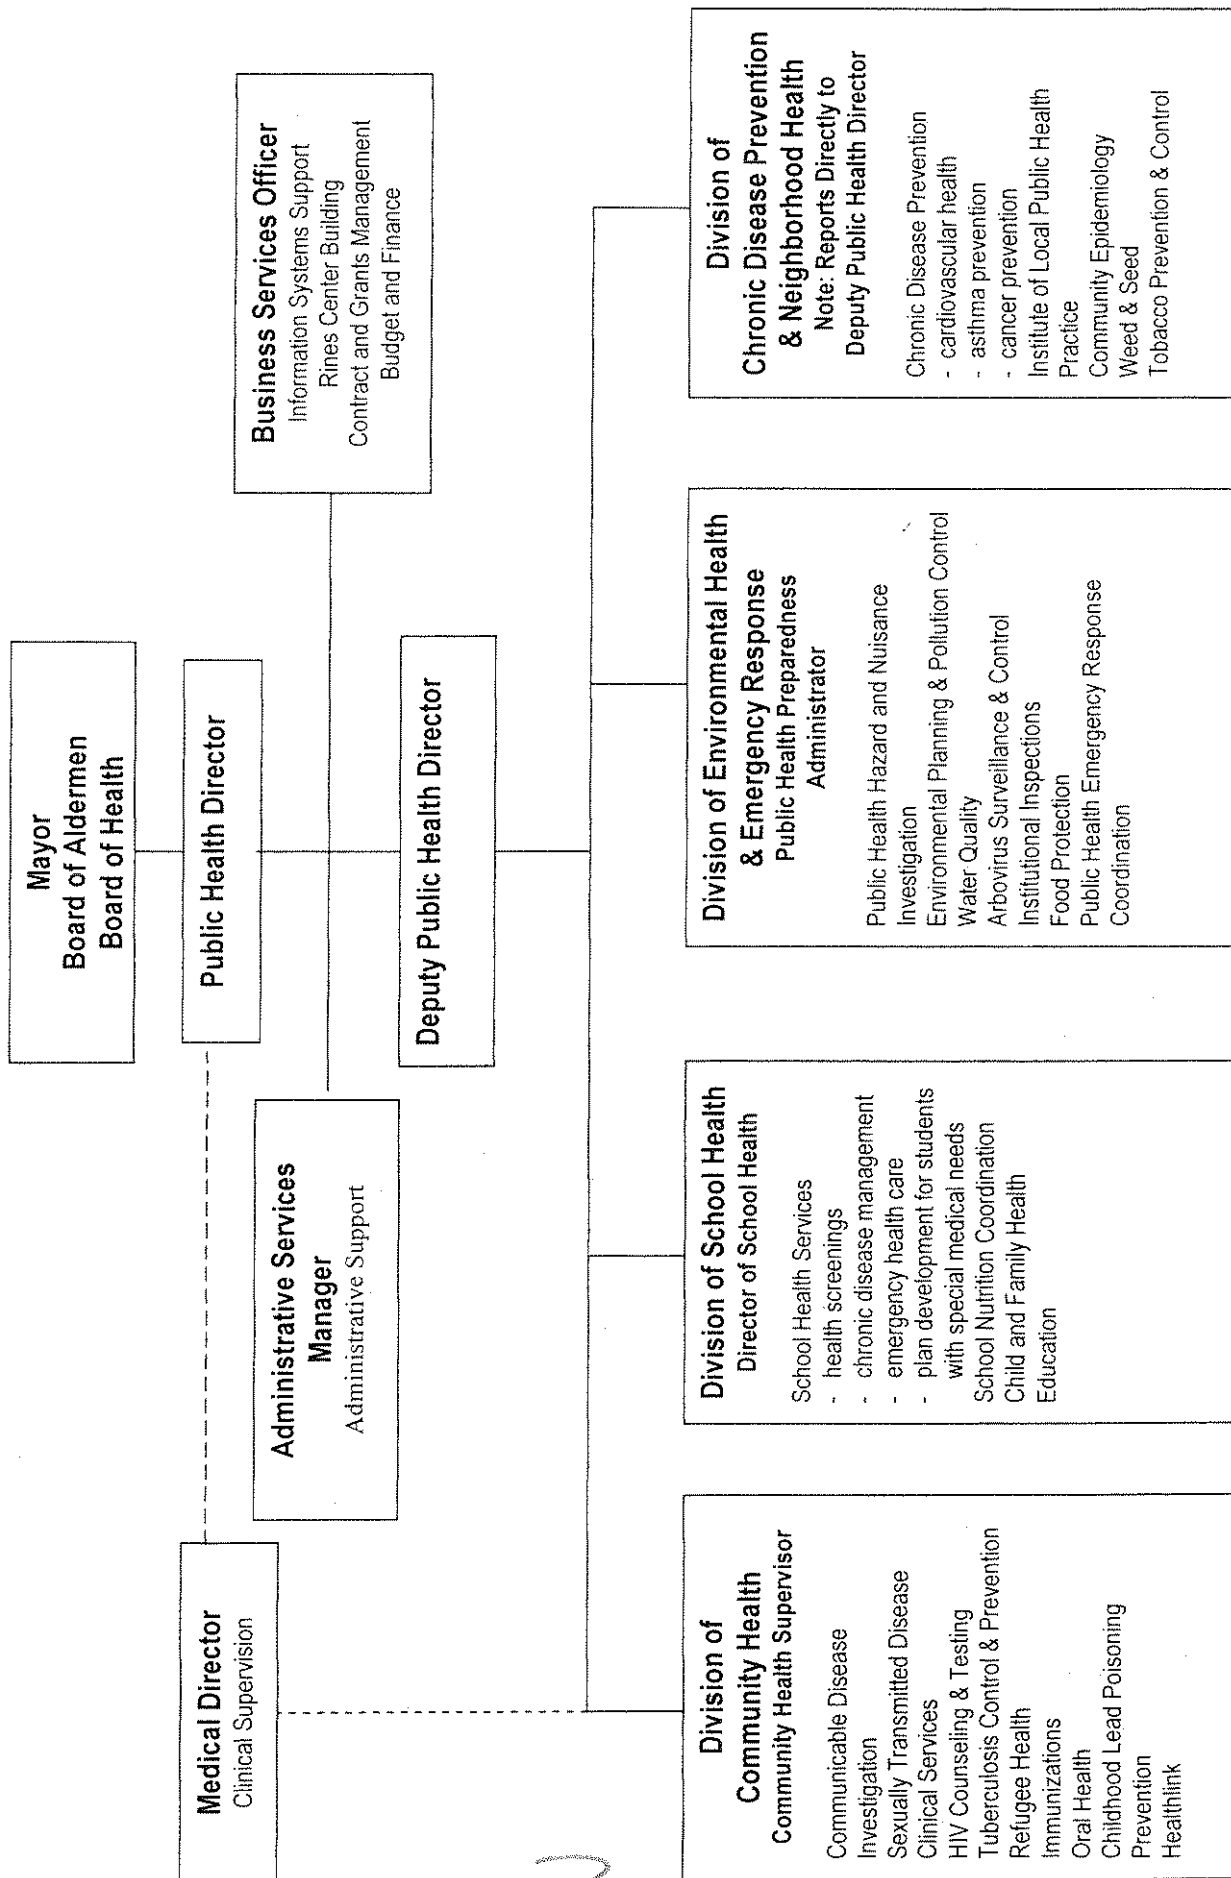 Mayor
Board of Aldermen
Board of Health
Public Health Director
Medical Director
Clinical Supervision
Administrative Services
Manager
Administrative Support
Business Services Officer
Information Systems Support
Rines Center Building
Contract and Grants Management
Budget and Finance
Deputy Public Health Director
Division of
Community Health
Community Health Supervisor
Communicable Disease
Investigation
Sexually Transmitted Disease
Clinical Services
HIV Counseling & Testing
Tuberculosis Control & Prevention
Refugee Health
Immunizations
Oral Health
Childhood Lead Poisoning
Prevention
Healthlink
Division of School Health
Director of School Health
School Health Services
- health screenings
- chronic disease management
- emergency health care
- plan development for students
with special medical needs
School Nutrition Coordination
Child and Family Health
Education
Division of Environmental Health
& Emergency Response
Public Health Preparedness
Administrator
Public Health Hazard and Nuisance
Investigation
Environmental Planning & Pollution Control
Water Quality
Arbovirus Surveillance & Control
Institutional Inspections
Food Protection
Public Health Emergency Response
Coordination
Division of
Chronic Disease Prevention
& Neighborhood Health
Note: Reports Directly to
Deputy Public Health Director
Chronic Disease Prevention
- cardiovascular health
- asthma prevention
- cancer prevention
Institute of Local Public Health
Practice
Community Epidemiology
Weed & Seed
Tobacco Prevention & Control